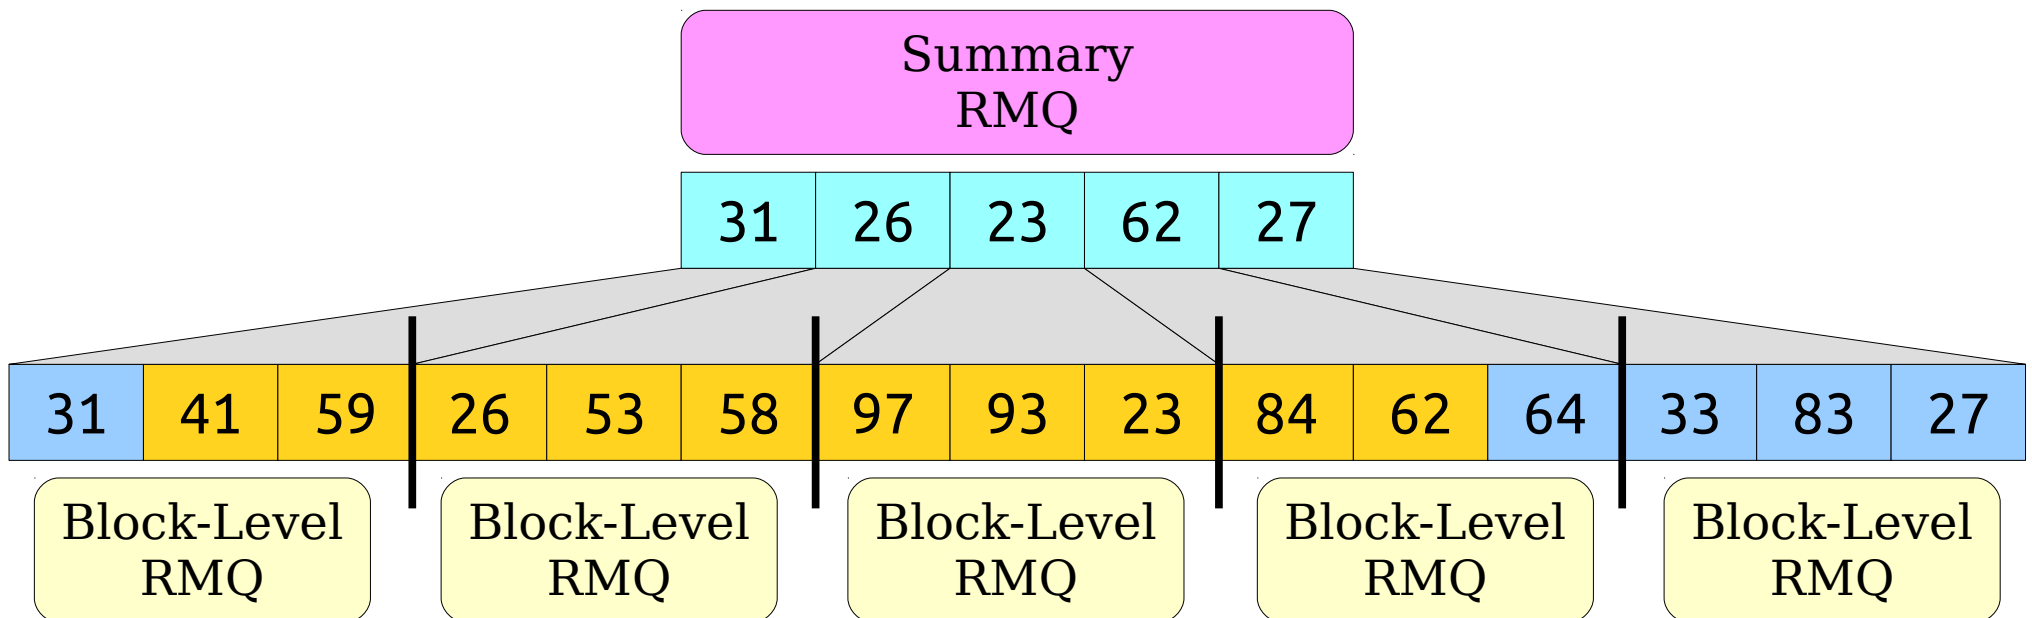 Summary
RMQ
31 26 23 62 27
31 41 59 26 53 58 97 93 23 84 62 64 33 83 27
Block-Level Block-Level Block-Level Block-Level Block-Level
RMQ RMQ RMQ RMQ RMQ